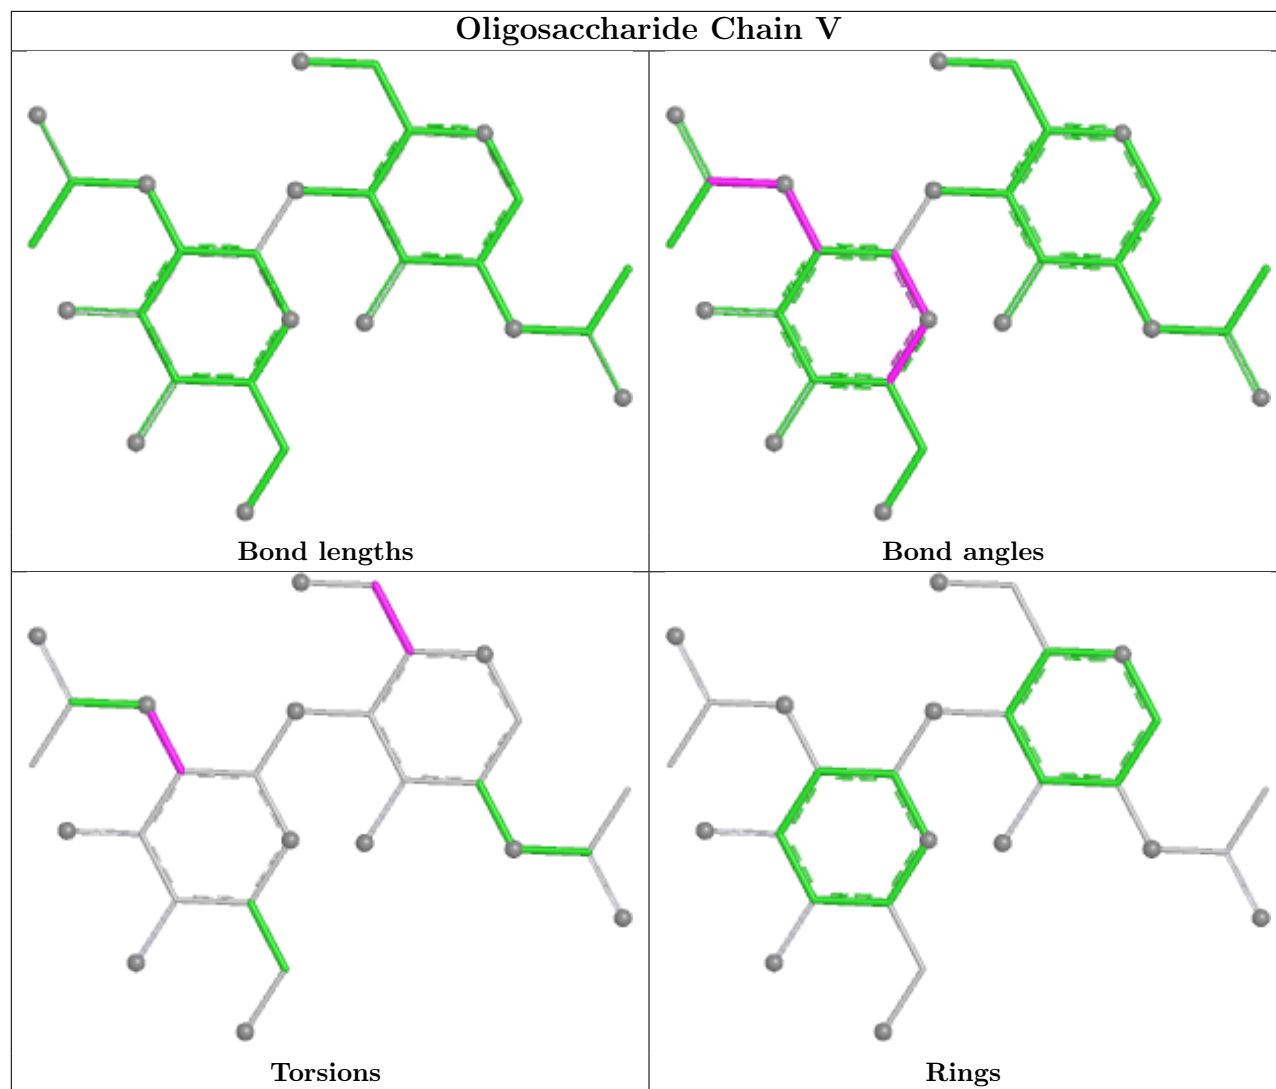 Oligosaccharide Chain V
Bond lengths
Bond angles
Torsions
Rings